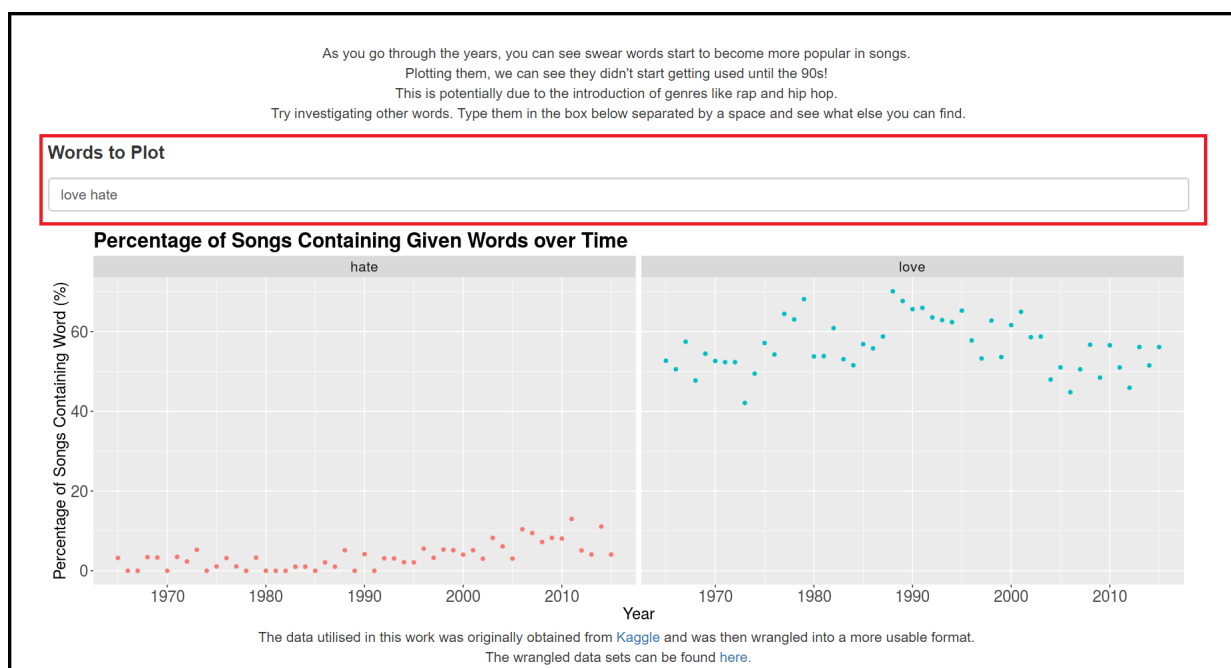 As you go through the years, you can see swear words start to become more popular in songs.
Plotting them, we can see they didn't start getting used until the 90s!
This is potentially due to the introduction of genres like rap and hip hop.
Try investigating other words. Type them in the box below separated by a space and see what else you can find.
Words to Plot
love hate
Percentage of Songs Containing Given Words over Time
hate love
Percentage of Songs Containing Word (%)
60
40
20
0
1970 1980 1990 2000 2010 1970 1980 1990 2000 2010
Year
The data utilised in this work was originally obtained from Kaggle and was then wrangled into a more usable format.
The wrangled data sets can be found here.